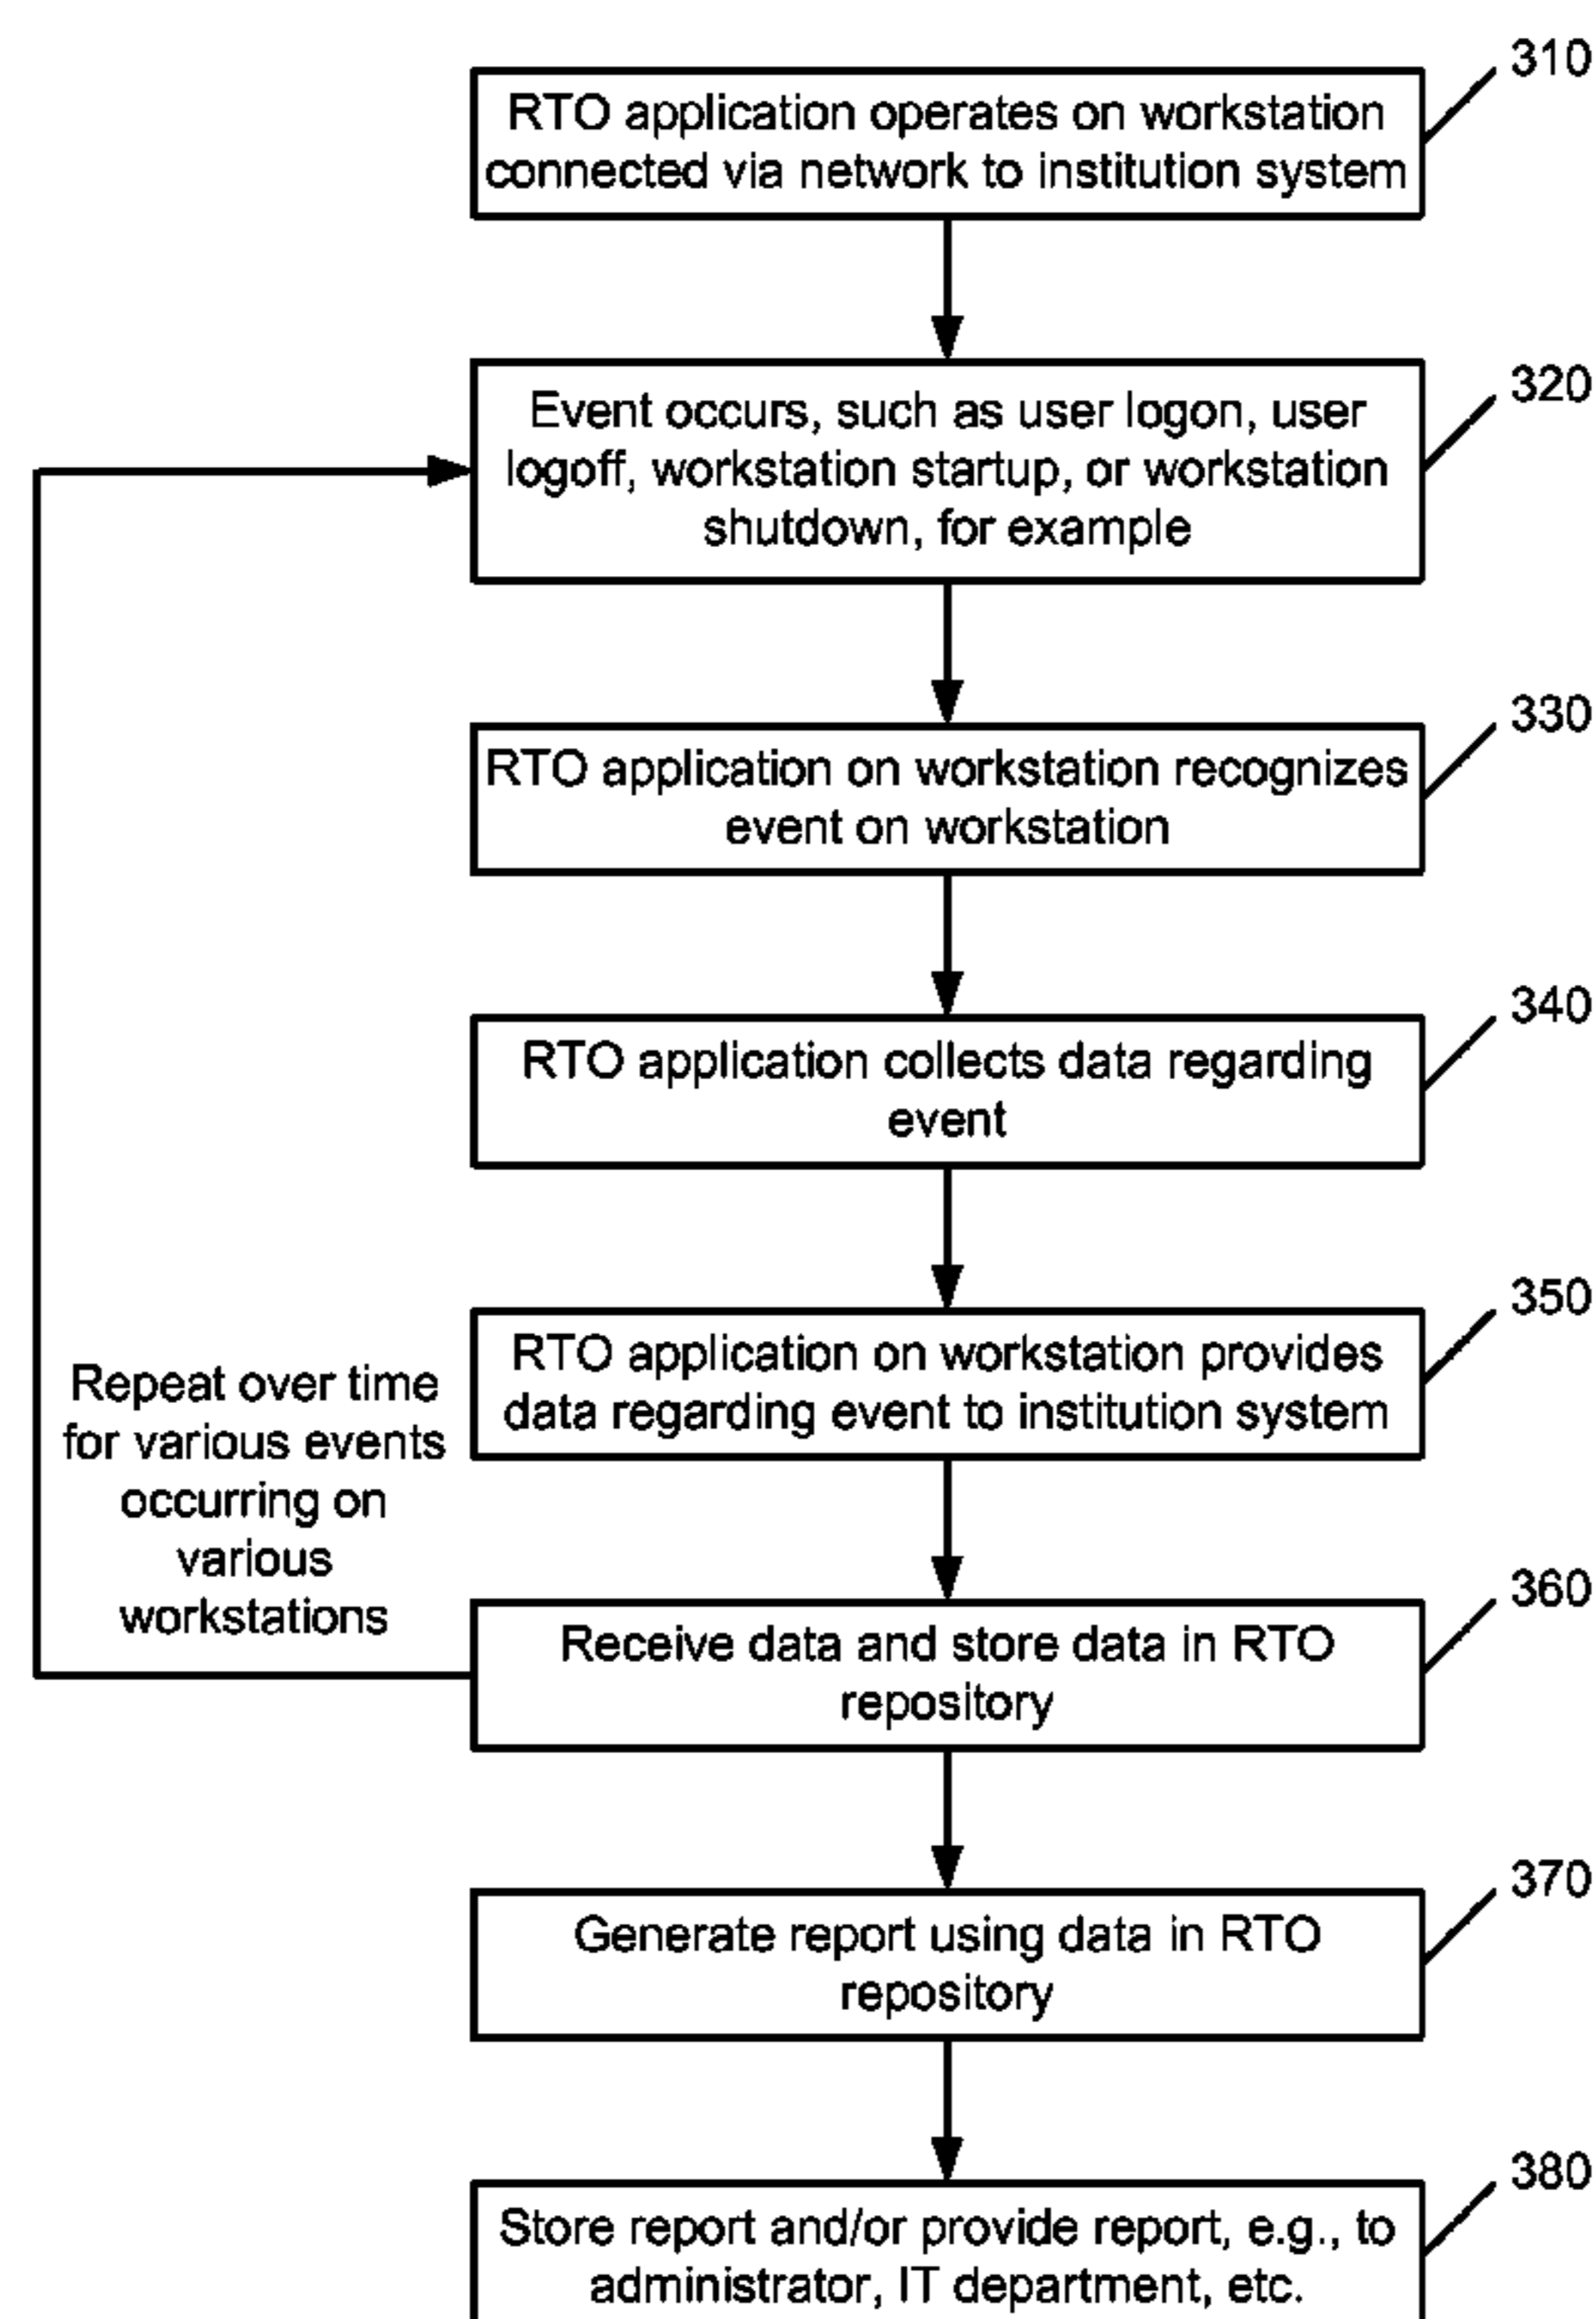 310
RTO application operates on workstation
connected via network to institution system
320
Event occurs, such as user logon, user
logoff, workstation startup, or workstation
shutdown, for example
330
RTO application on workstation recognizes
event on workstation
340
RTO application collects data regarding
event
350
RTO application on workstation provides
data regarding event to institution system
Repeat over time
for various events
occurring on
various
workstations
360
Receive data and store data in RTO
repository
370
Generate report using data in RTO
repository
380
Store report and/or provide report, e.g., to
administrator, IT department, etc.